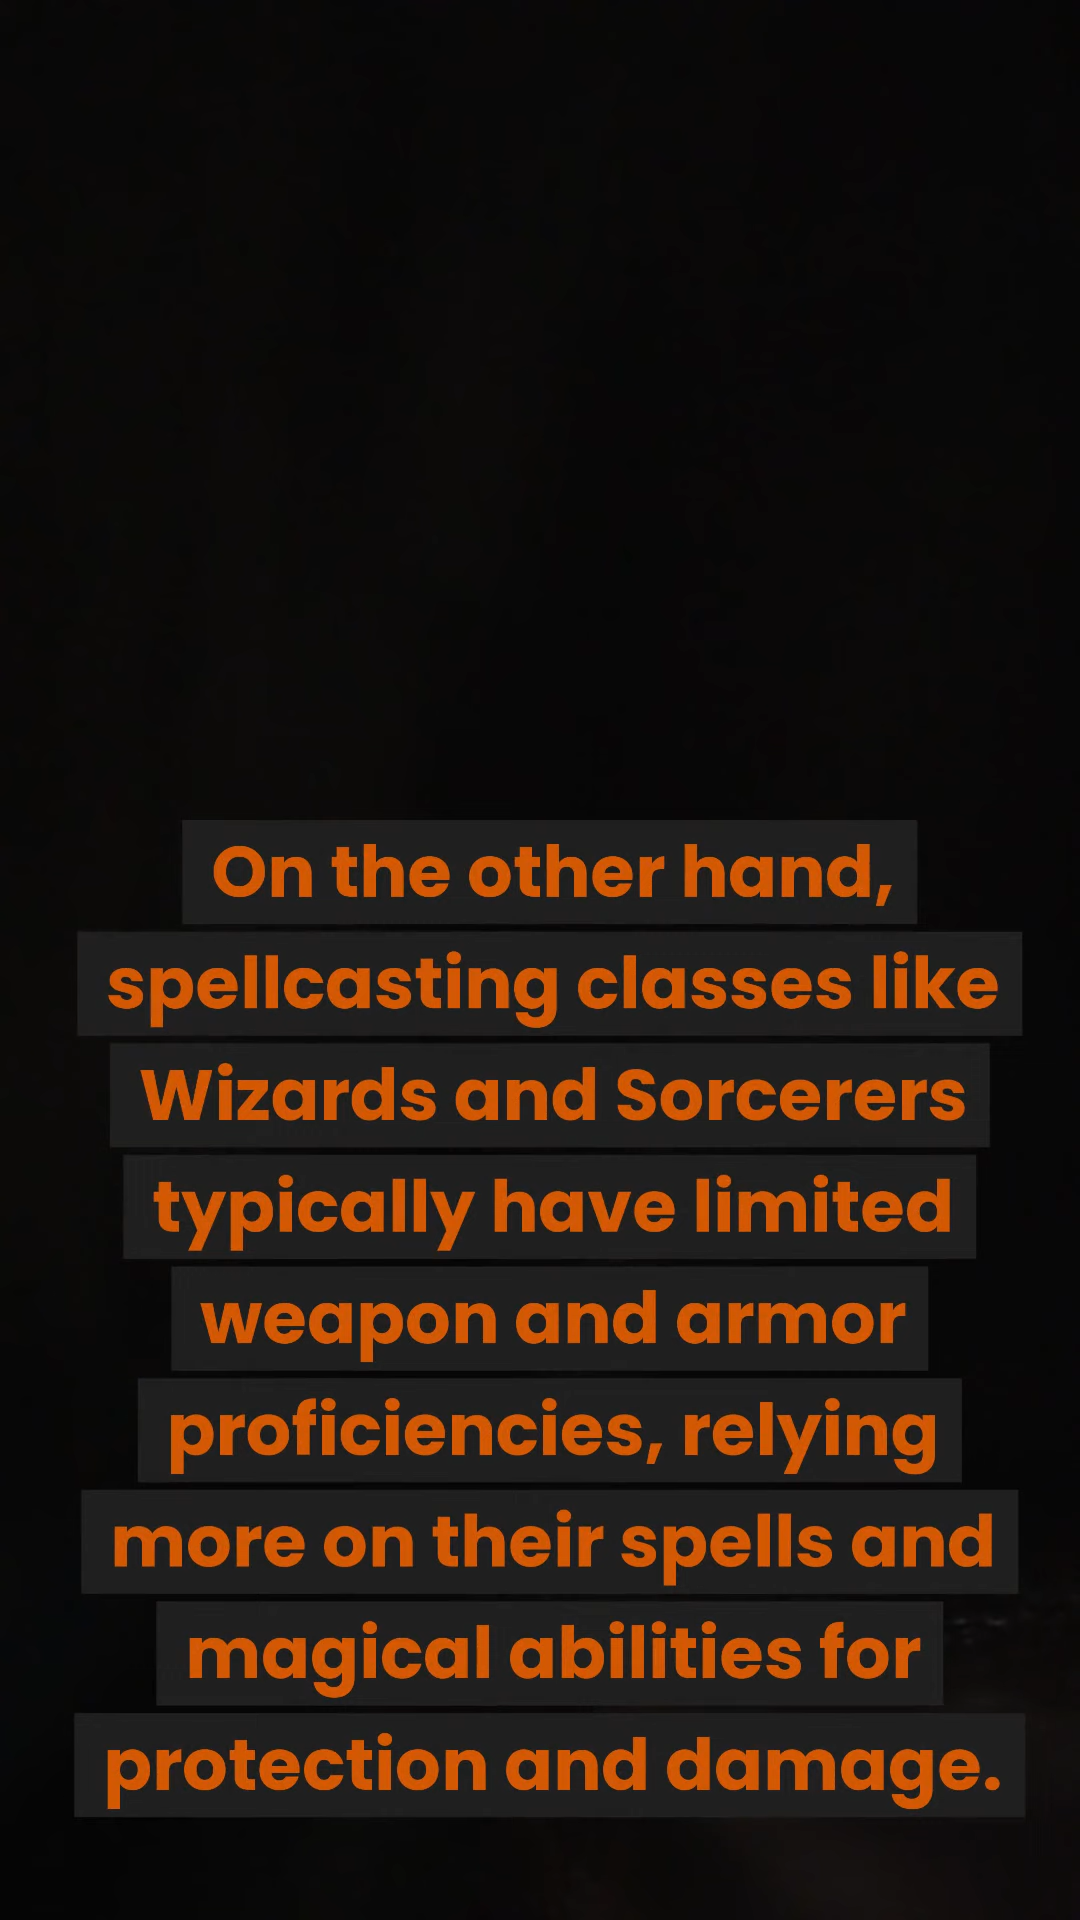 On the other hand,
spellcasting classes like
Wizards and Sorcerers
typically have limited
weapon and armor
proficiencies, relying
more on their spells and
magical abilities for
protection and damage.